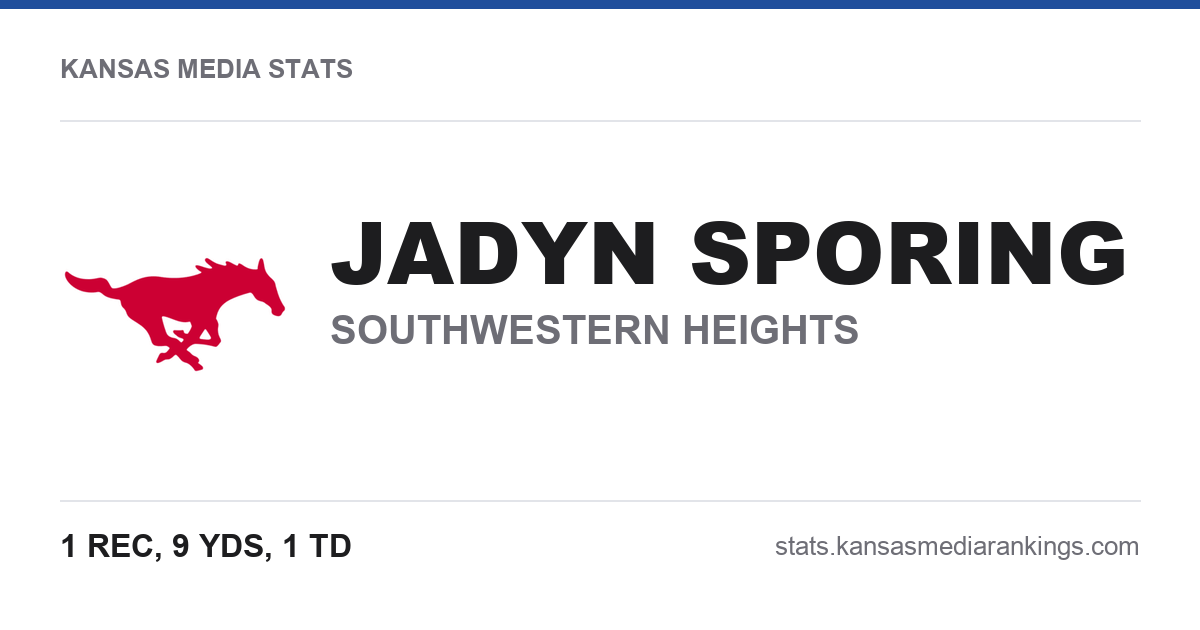 KANSAS MEDIA STATS
JADYN SPORING
SOUTHWESTERN HEIGHTS
1 REC, 9 YDS, 1 TD
stats.kansasmediarankings.com